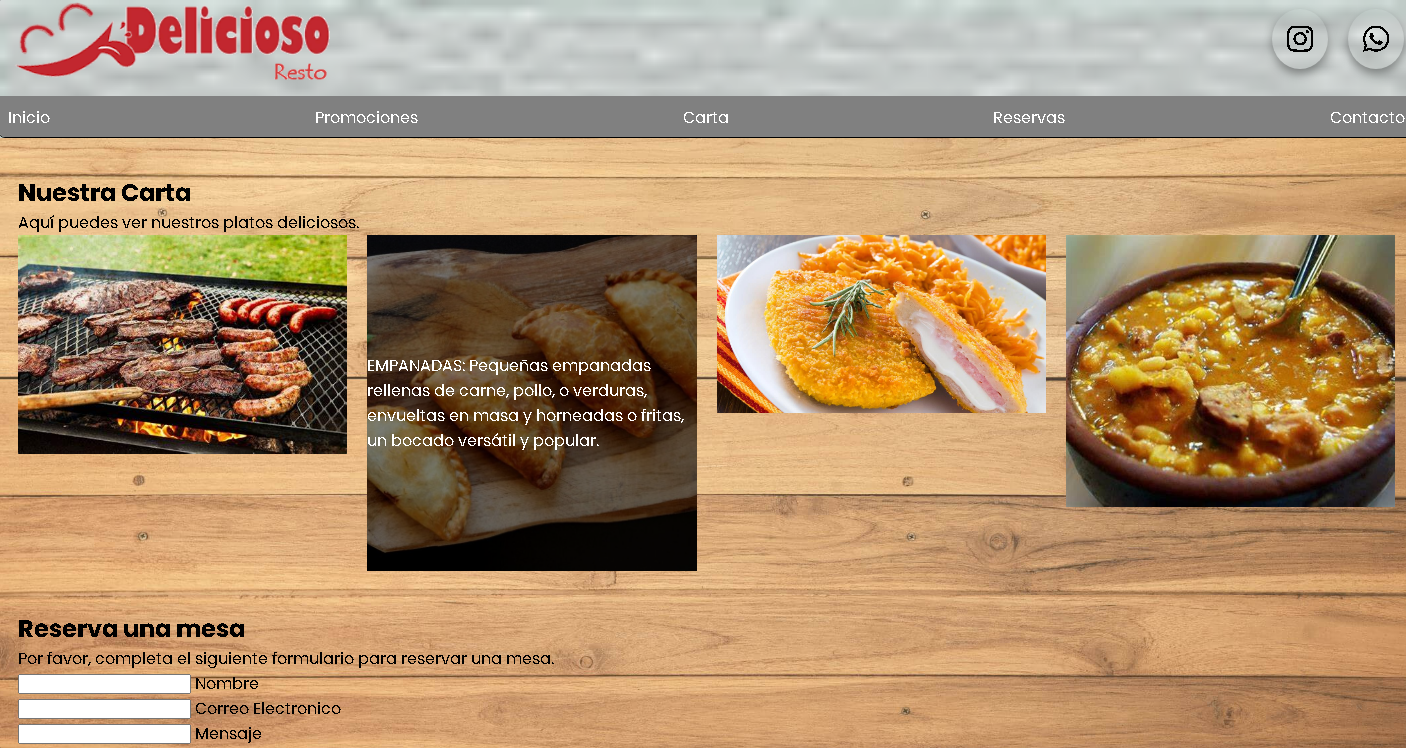 Delicioso
Resto
Inicio
Promociones
Carta
Reservas
Contacto
Nuestra Carta
Aquí puedes ver nuestros platos deliciosos.
EMPANADAS: Pequeñas empanadas
rellenas de carne, pollo, o verduras,
envueltas en masa y horneadas o fritas,
un bocado versátil y popular.
Reserva una mesa
Por favor, completa el siguiente formulario para reservar una mesa.
Nombre
Correo Electronico
Mensaje